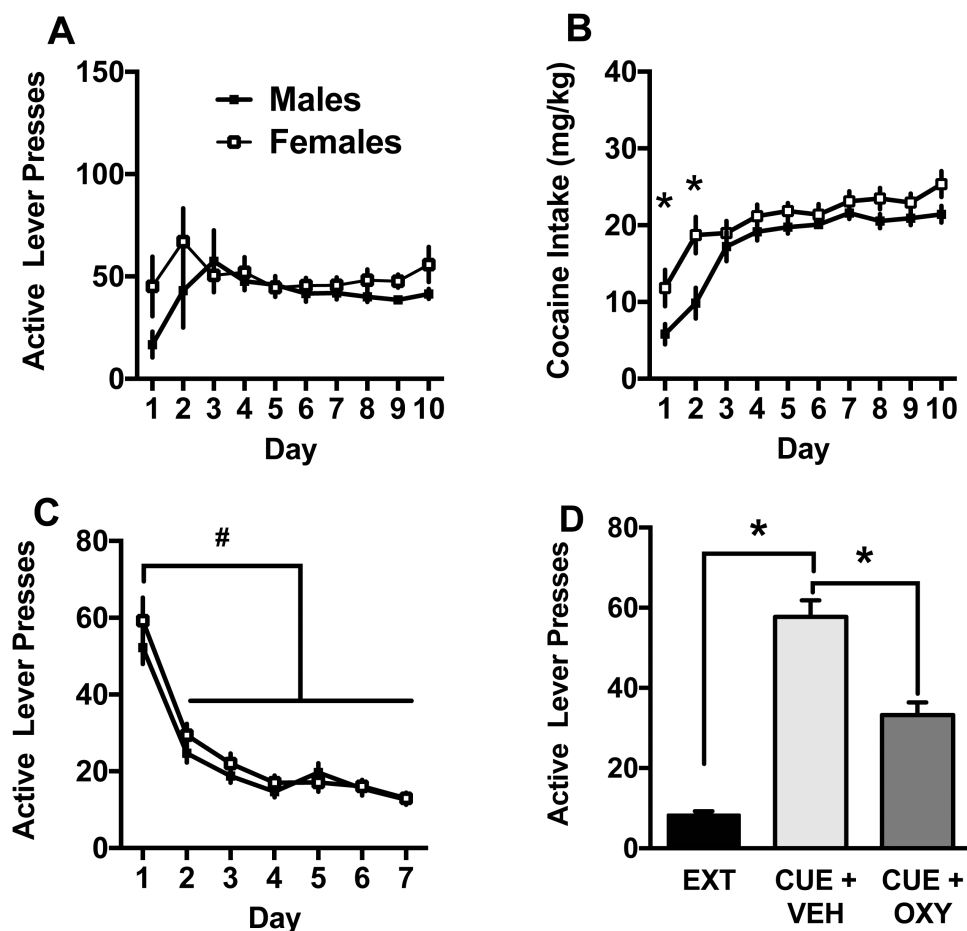 A
Active Lever Presses
150
100
50
0
Males
Females
1 2 3 4 5 6 7 8 9 10
Day
B
Cocaine Intake (mg/kg)
40
30
20
10
0
* *
1 2 3 4 5 6 7 8 9 10
Day
C
Active Lever Presses
80
60
40
20
0
#
1 2 3 4 5 6 7
Day
D
Active Lever Presses
80
60
40
20
0
* *
EXT
CUE +
VEH
CUE +
OXY